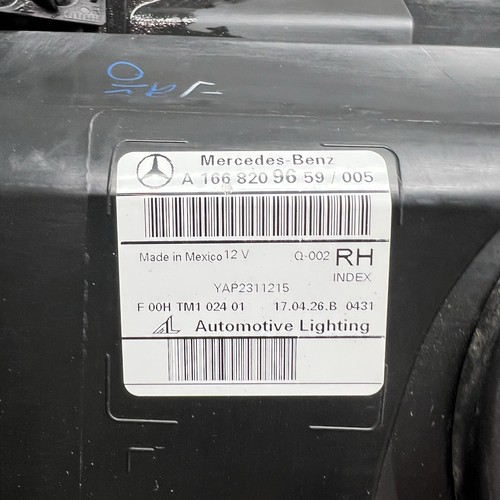 Mercedes-Benz
A 166 820 96 59 / 005
Made in Mexico 12 V Q-002 RH
INDEX
YAP2311215
F 00H TM1 024 01 17.04.26.B 0431
AL Automotive Lighting